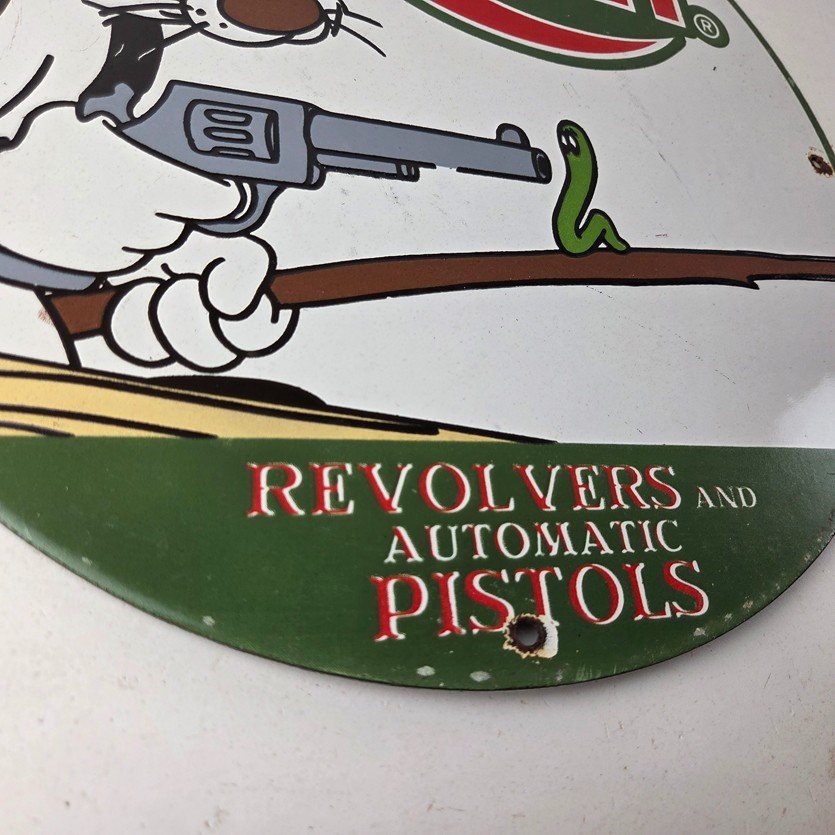 ®
REVOLVERS AND
AUTOMATIC
PISTOLS